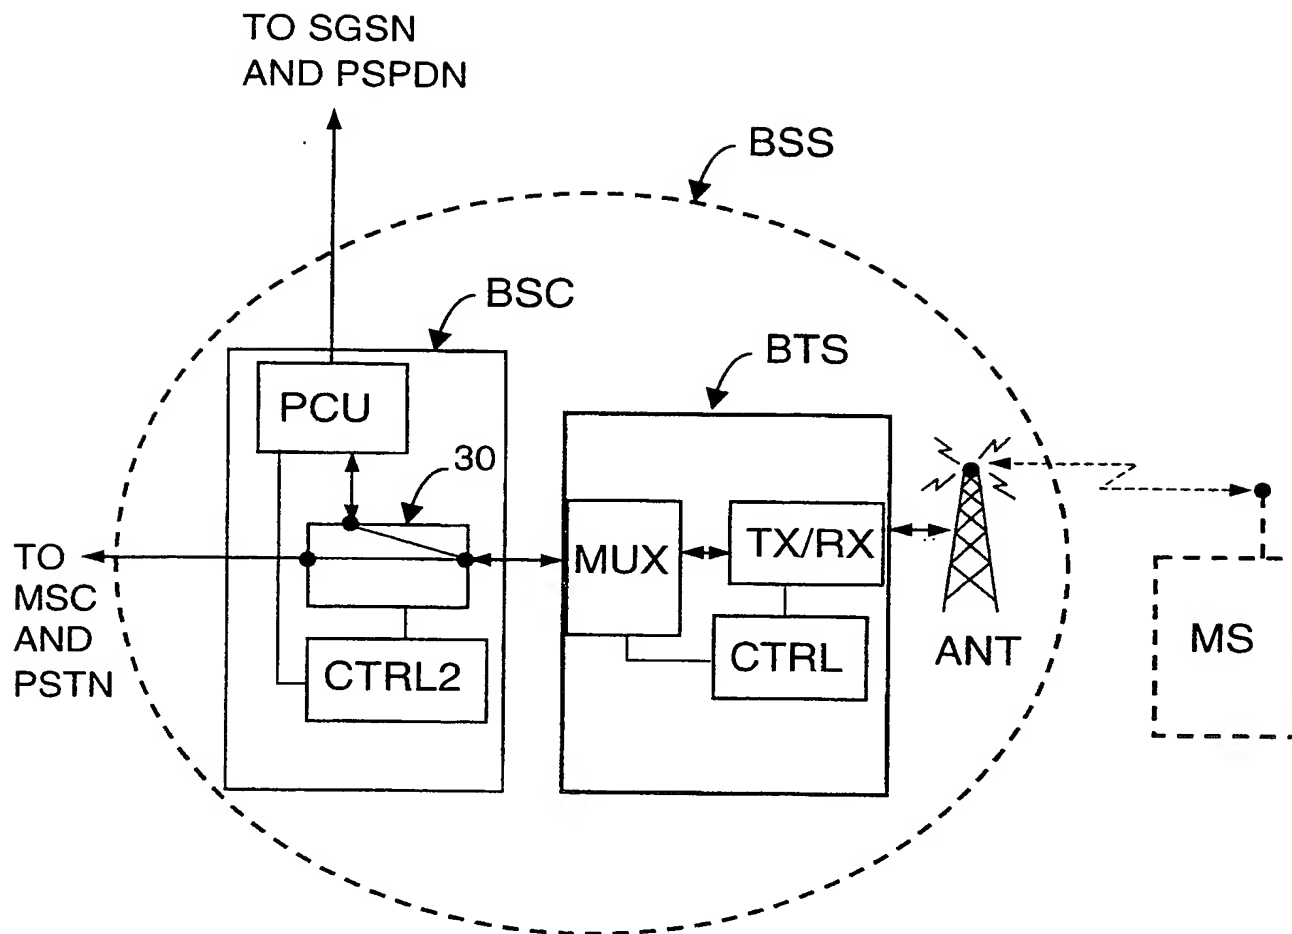 TO SGSN
AND PSPDN
BSS
BSC
BTS
PCU
30
TO
MSC
AND
PSTN
MUX
TX/RX
CTRL2
CTRL
ANT
MS